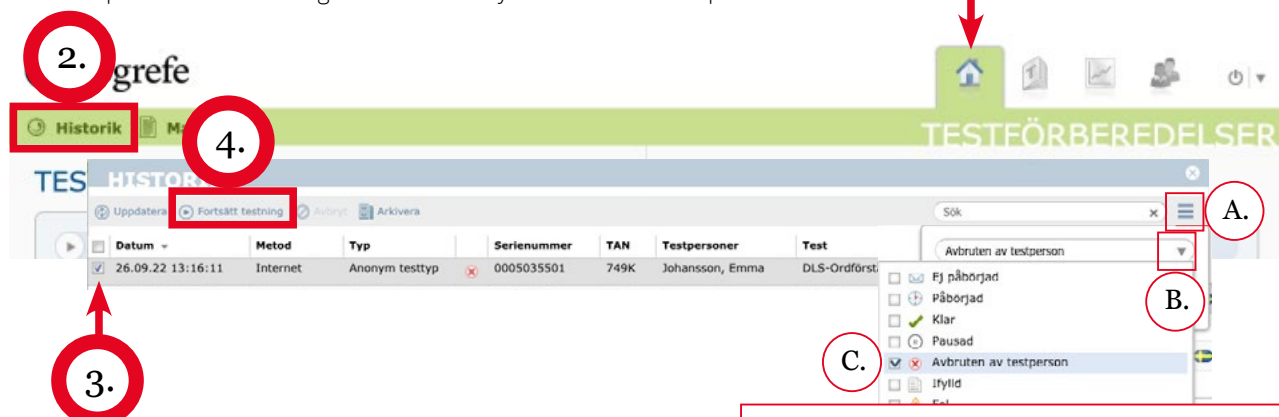 2.
grefe
Historik
4.
TESTFÖRBEREDELSER
TES
HISTOR
Uppdatera Fortsätt testning Avbryt Arkivera
Sök
A.
Datum Metod Typ Serienummer TAN Testpersoner Test
Avbruten av testperson
26.09.22 13:16:11 Internet Anonym testtyp 0005035501 749K Johansson, Emma DLS-Ordförst
B.
Ej påbörjad
Påbörjad
Klar
Pausad
C.
Avbruten av testperson
Ifylld
3.